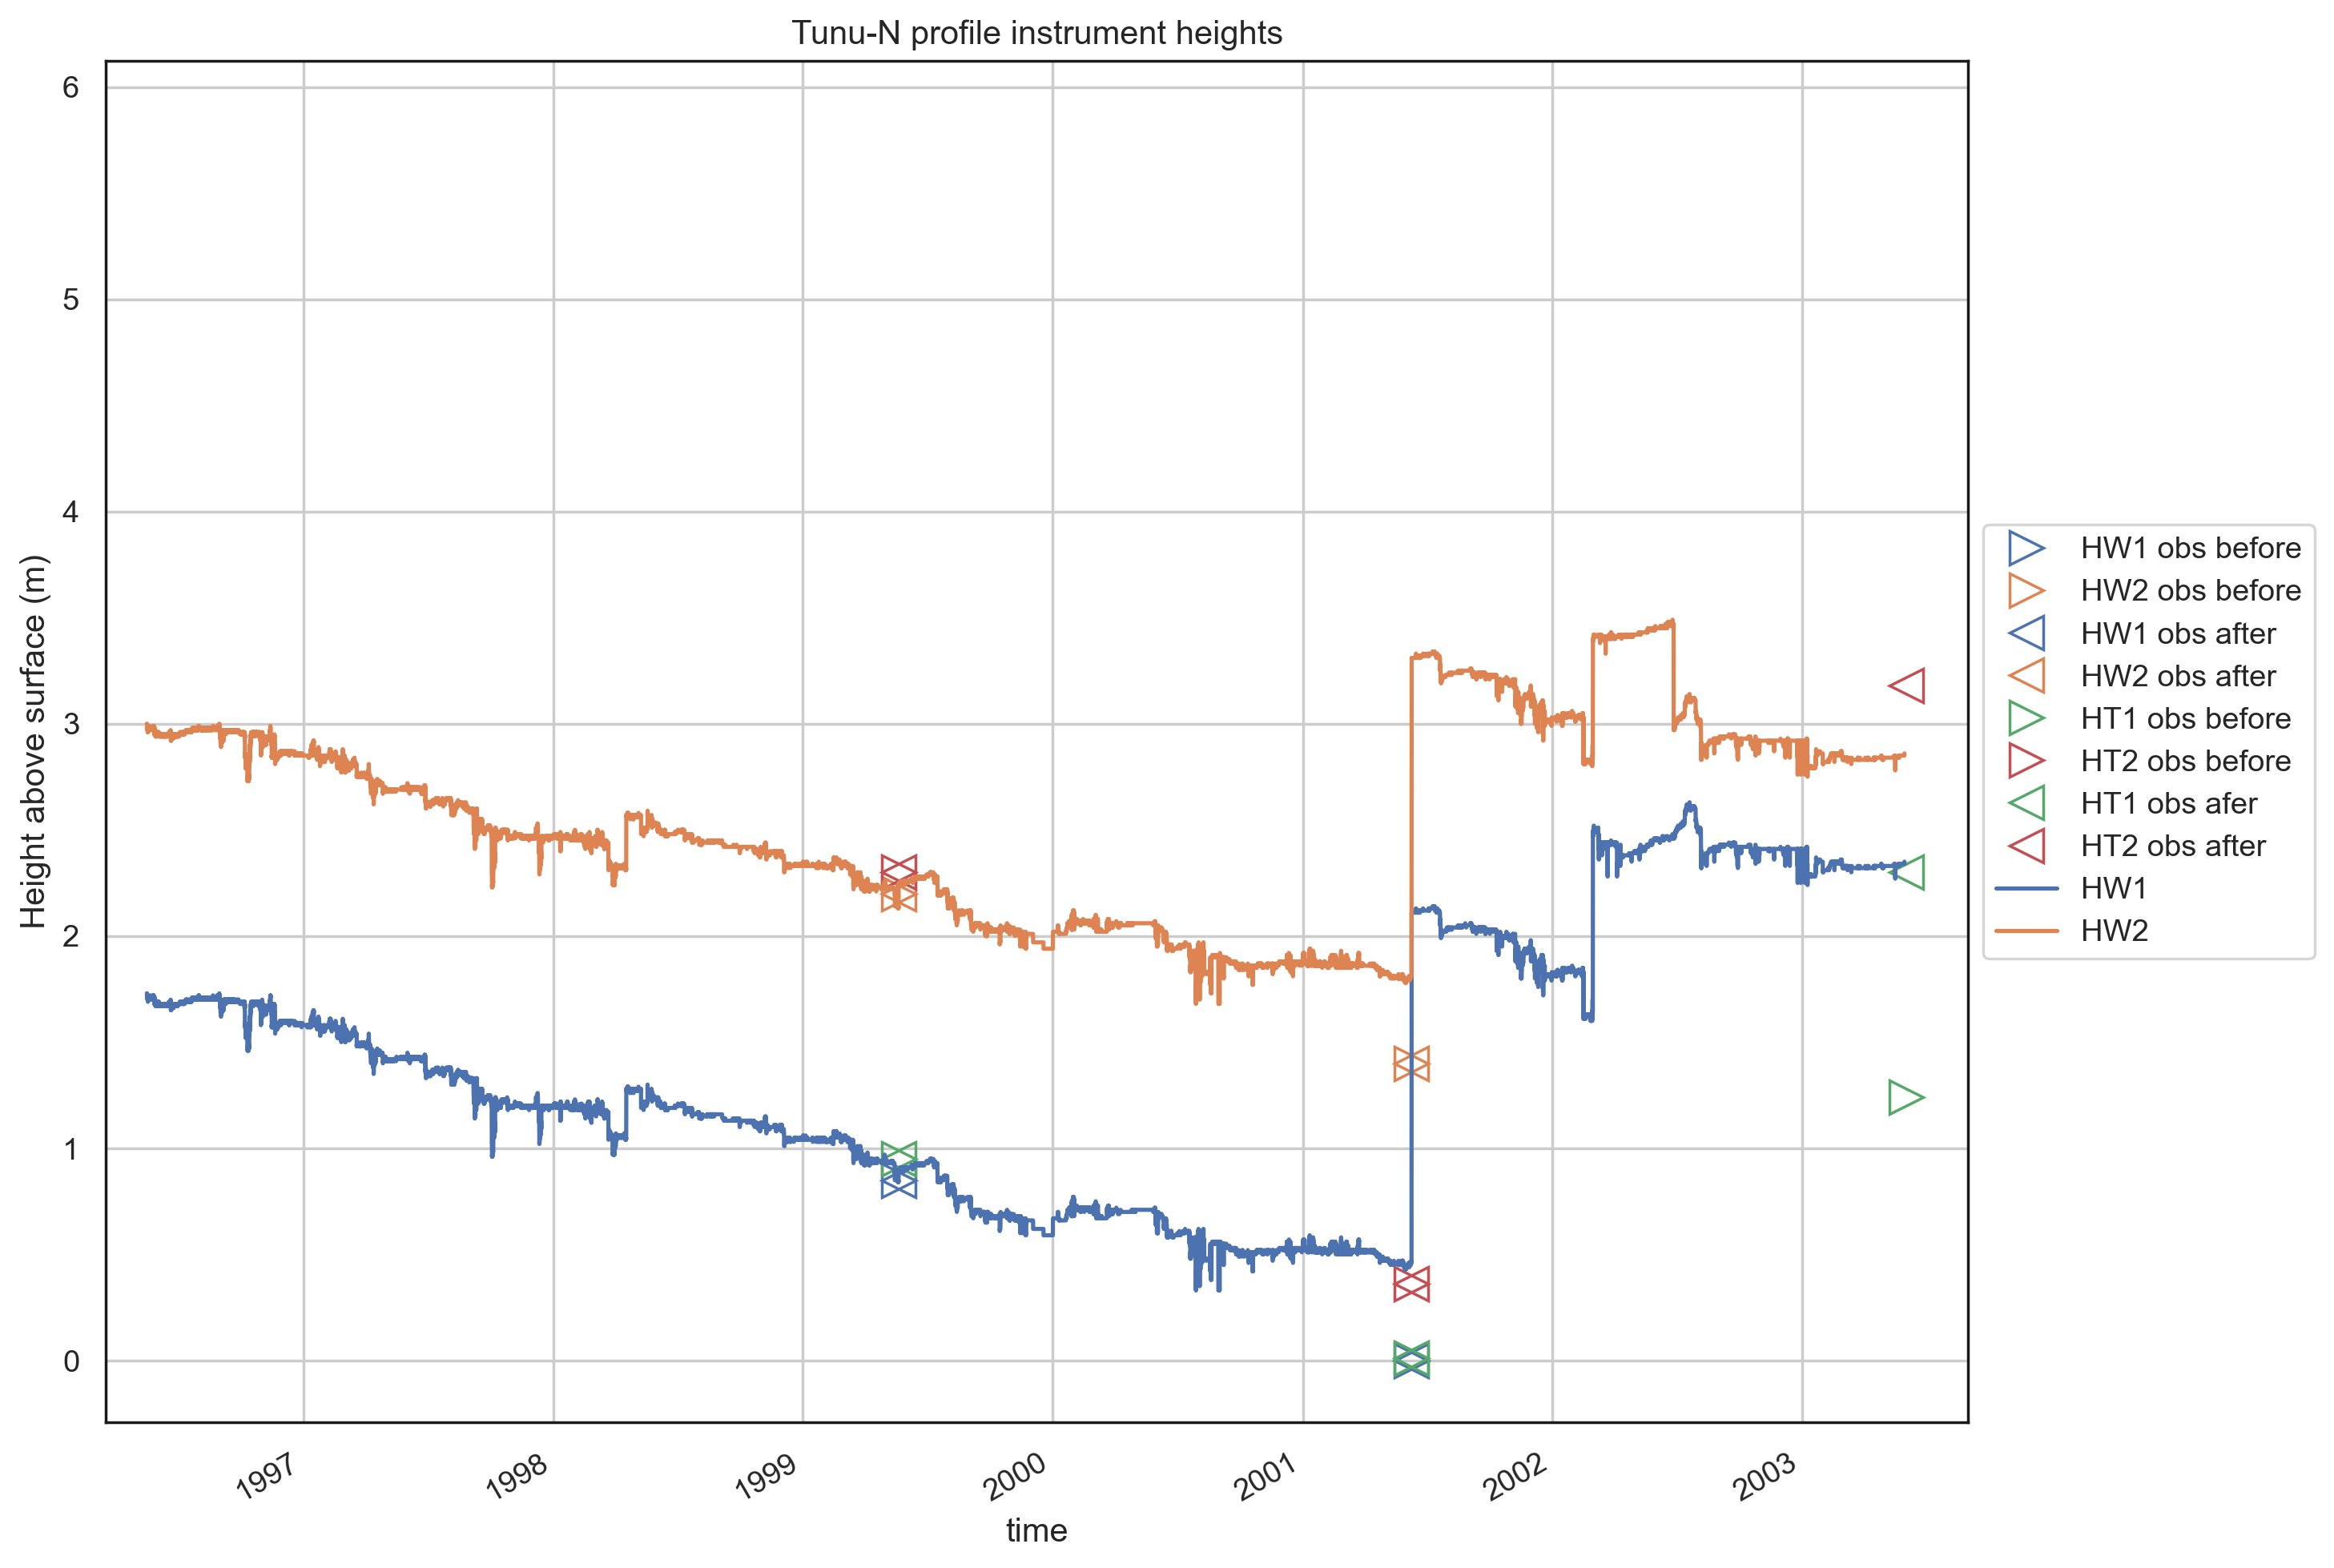 Tunu-N profile instrument heights
Height above surface (m)
6
5
4
3
2
1
0
1997
1998
1999
2000
2001
2002
2003
time
HW1 obs before
HW2 obs before
HW1 obs after
HW2 obs after
HT1 obs before
HT2 obs before
HT1 obs afer
HT2 obs after
HW1
HW2